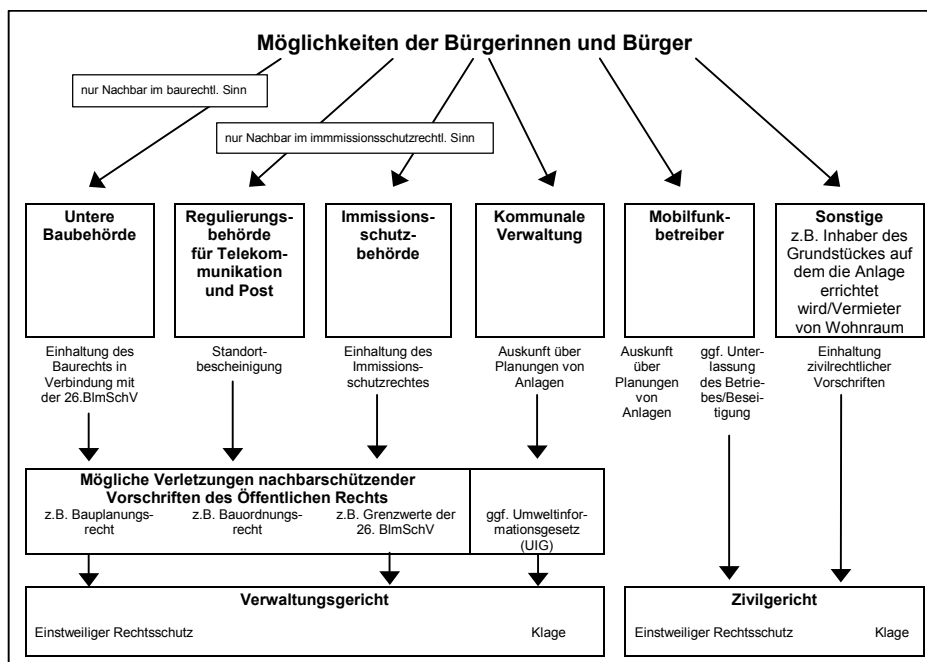 Möglichkeiten der Bürgerinnen und Bürger
nur Nachbar im baurechtl. Sinn
nur Nachbar im immmissionsschutzrechtl. Sinn
Untere
Baubehörde
Regulierungs-
behörde
für Telekom-
munikation
und Post
Immissions-
schutz-
behörde
Kommunale
Verwaltung
Mobilfunk-
betreiber
Sonstige
z.B. Inhaber des
Grundstückes auf
dem die Anlage
errichtet
wird/Vermieter
von Wohnraum
Einhaltung des
Baurechts in
Verbindung mit
der 26.BImSchV
Standort-
bescheinigung
Einhaltung des
Immissions-
schutzrechtes
Auskunft über
Planungen von
Anlagen
Auskunft
über
Planungen
von
Anlagen
ggf. Unter-
lassung
des Betrie-
bes/Besei-
tigung
Einhaltung
zivilrechtlicher
Vorschriften
Mögliche Verletzungen nachbarschützender
Vorschriften des Öffentlichen Rechts
z.B. Bauplanungs-
recht
z.B. Bauordnungs-
recht
z.B. Grenzwerte der
26. BImSchV
ggf. Umweltinfor-
mationsgesetz
(UIG)
Verwaltungsgericht
Einstweiliger Rechtsschutz
Klage
Zivilgericht
Einstweiliger Rechtsschutz
Klage